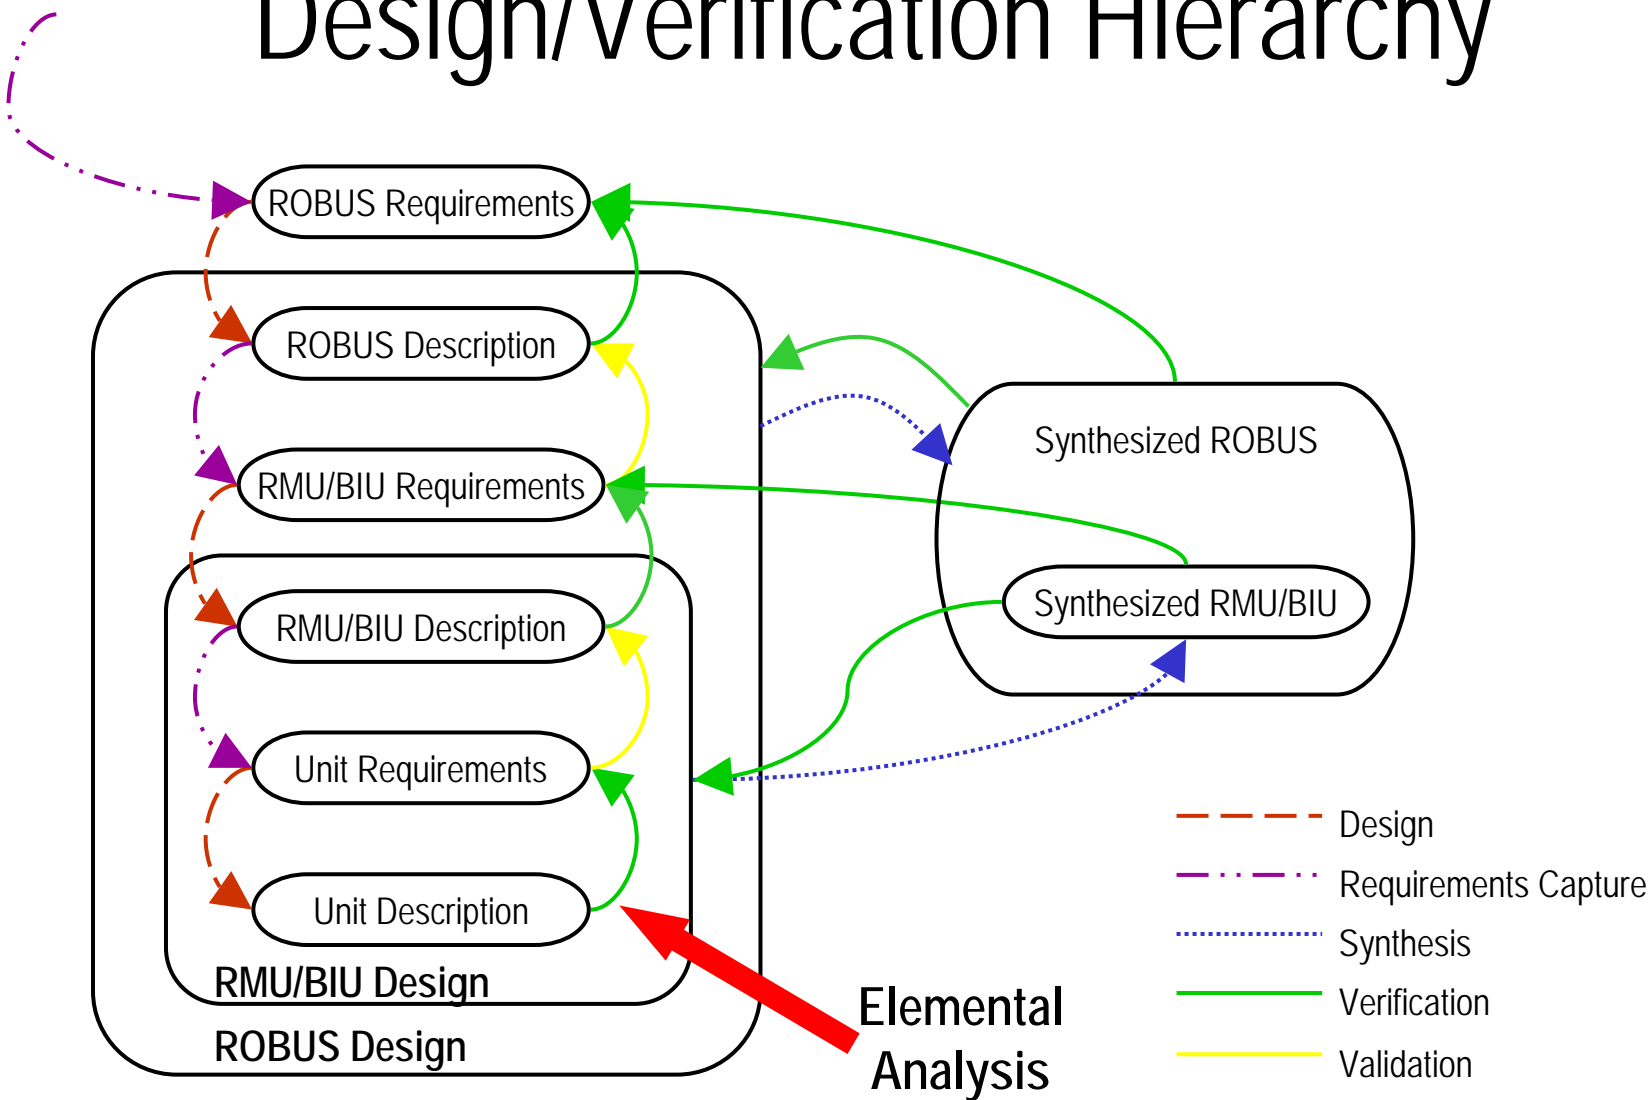 Design/Verification Hierarchy
ROBUS Requirements
ROBUS Description
RMU/BIU Requirements
RMU/BIU Description
Unit Requirements
Unit Description
RMU/BIU Design
ROBUS Design
Synthesized ROBUS
Synthesized RMU/BIU
Elemental
Analysis
Design
Requirements Capture
Synthesis
Verification
Validation